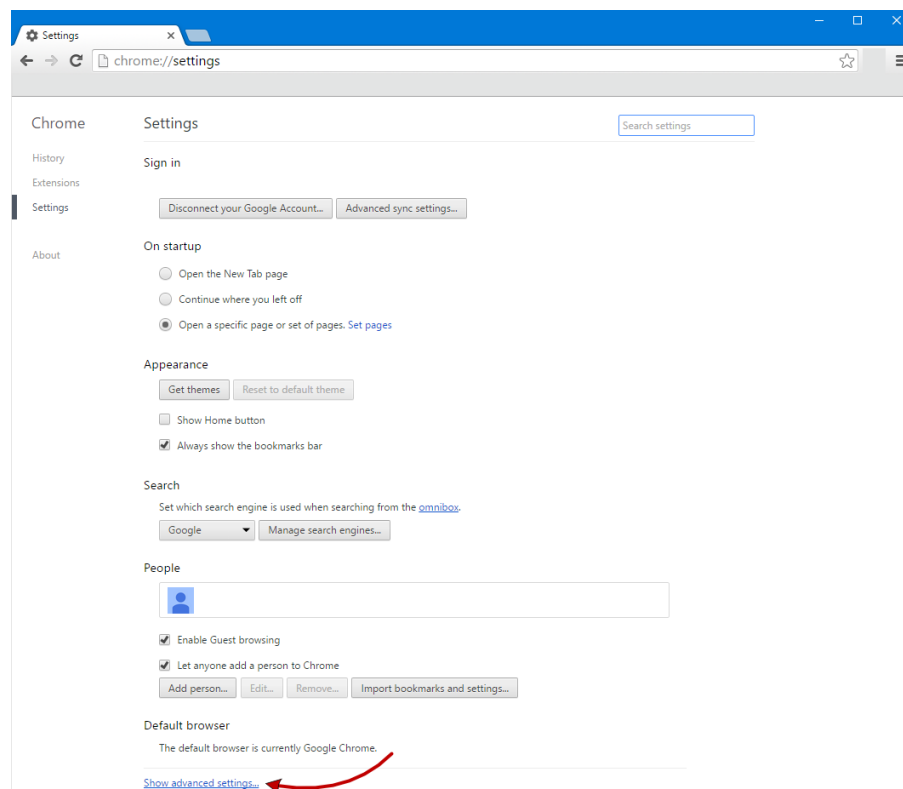 Settings
chrome://settings
Chrome
Settings
Search settings
History
Extensions
Settings
About
Sign in
Disconnect your Google Account... Advanced sync settings...
On startup
Open the New Tab page
Continue where you left off
Open a specific page or set of pages. Set pages
Appearance
Get themes Reset to default theme
Show Home button
Always show the bookmarks bar
Search
Set which search engine is used when searching from the omnibox.
Google Manage search engines...
People
Enable Guest browsing
Let anyone add a person to Chrome
Add person... Edit... Remove... Import bookmarks and settings...
Default browser
The default browser is currently Google Chrome.
Show advanced settings...